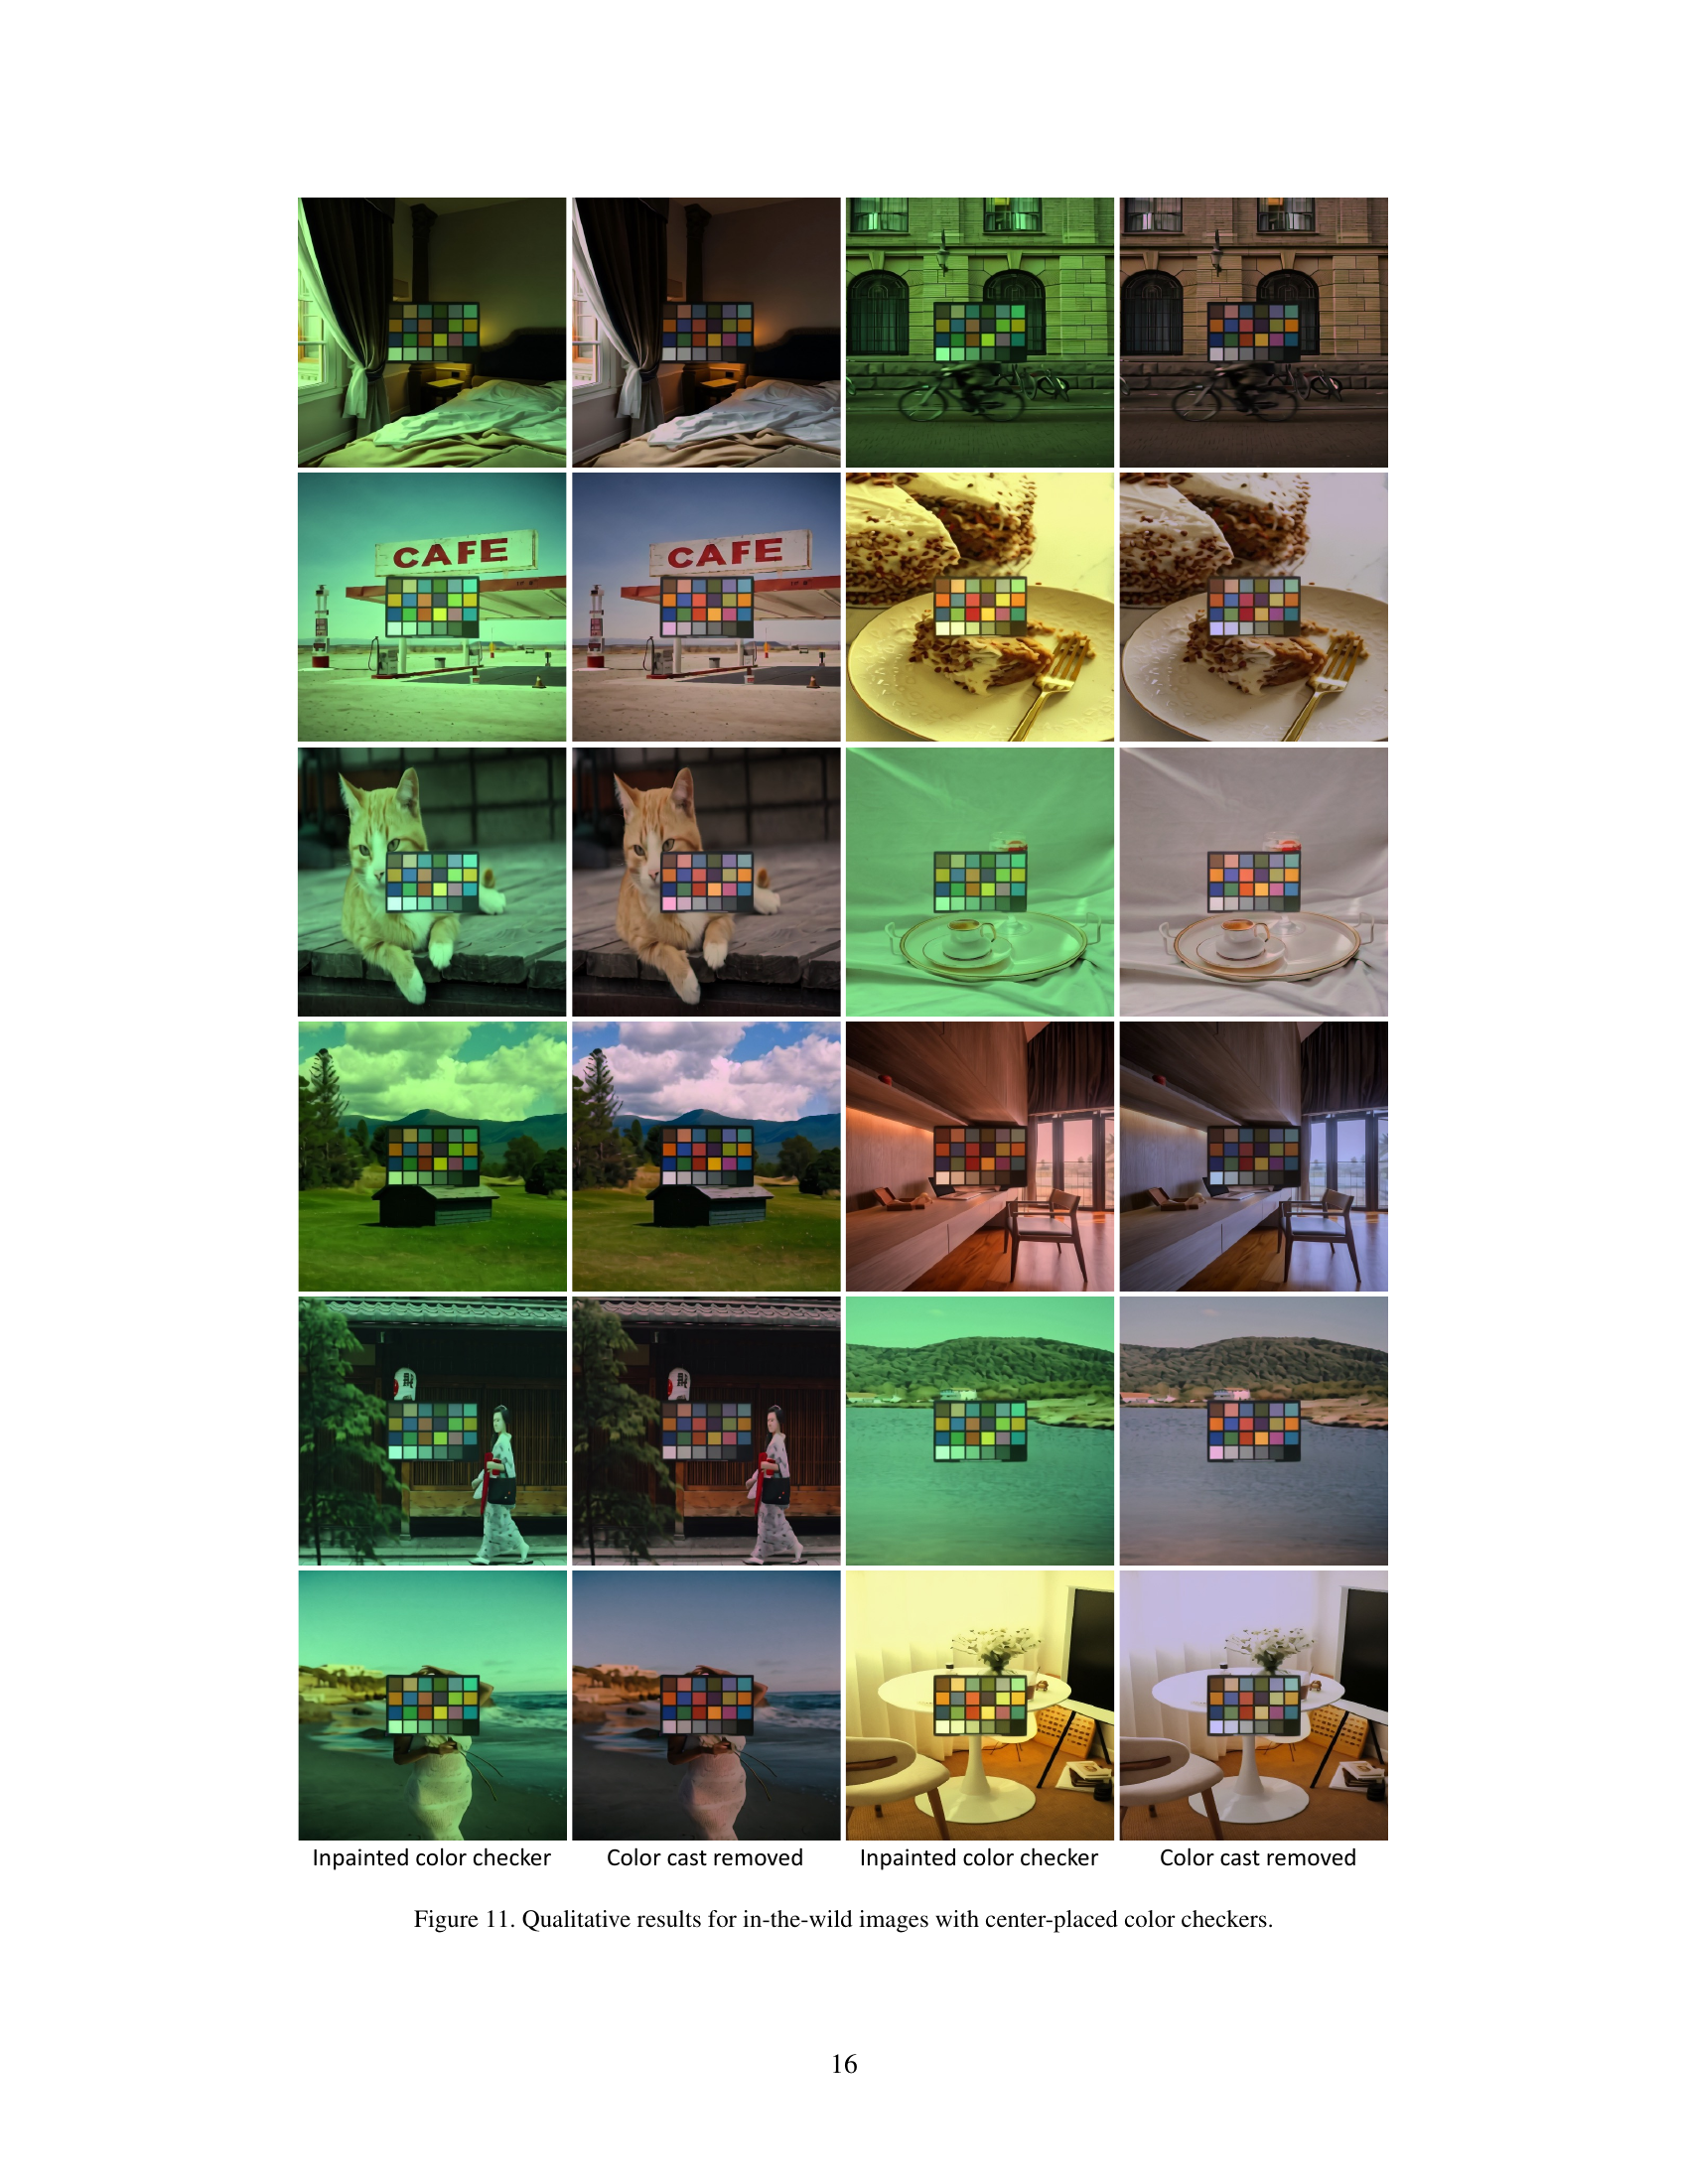 CAFE
CAFE
Inpainted color checker
Color cast removed
Inpainted color checker
Color cast removed
Figure 11. Qualitative results for in-the-wild images with center-placed color checkers.
16